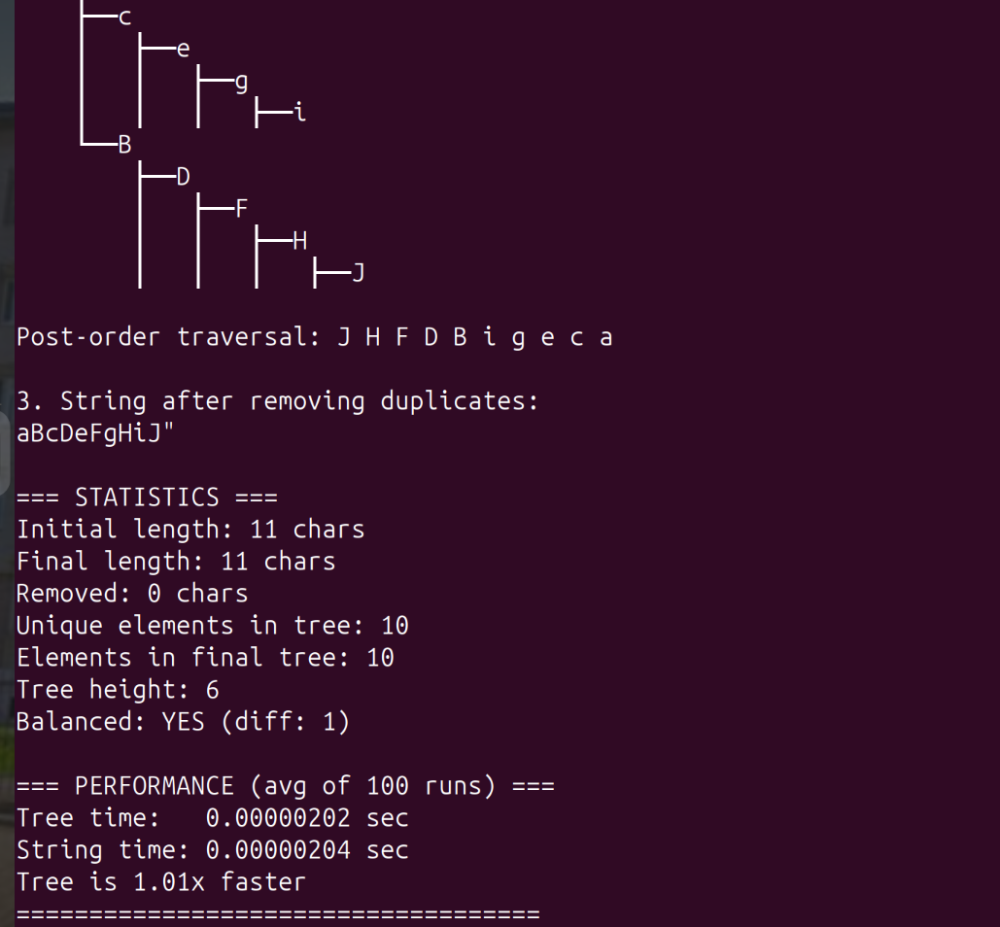 ├──c
│ ├──e
│ │ ├──g
│ │ │ ├──i
└──B
├──D
│ ├──F
│ │ ├──H
│ │ │ ├──J
Post-order traversal: J H F D B i g e c a
3. String after removing duplicates:
aBcDeFgHiJ"
=== STATISTICS ===
Initial length: 11 chars
Final length: 11 chars
Removed: 0 chars
Unique elements in tree: 10
Elements in final tree: 10
Tree height: 6
Balanced: YES (diff: 1)
=== PERFORMANCE (avg of 100 runs) ===
Tree time:   0.00000202 sec
String time: 0.00000204 sec
Tree is 1.01x faster
====================================